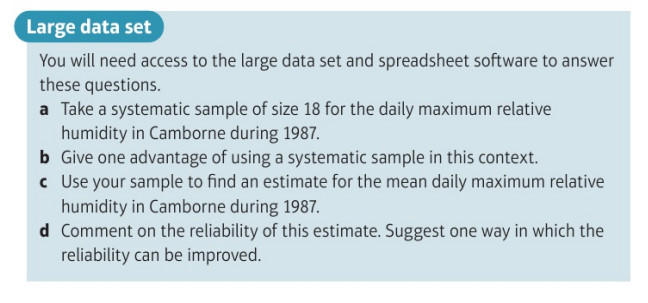 Large data set
You will need access to the large data set and spreadsheet software to answer
these questions.
a Take a systematic sample of size 18 for the daily maximum relative
humidity in Camborne during 1987.
b Give one advantage of using a systematic sample in this context.
c Use your sample to find an estimate for the mean daily maximum relative
humidity in Camborne during 1987.
d Comment on the reliability of this estimate. Suggest one way in which the
reliability can be improved.